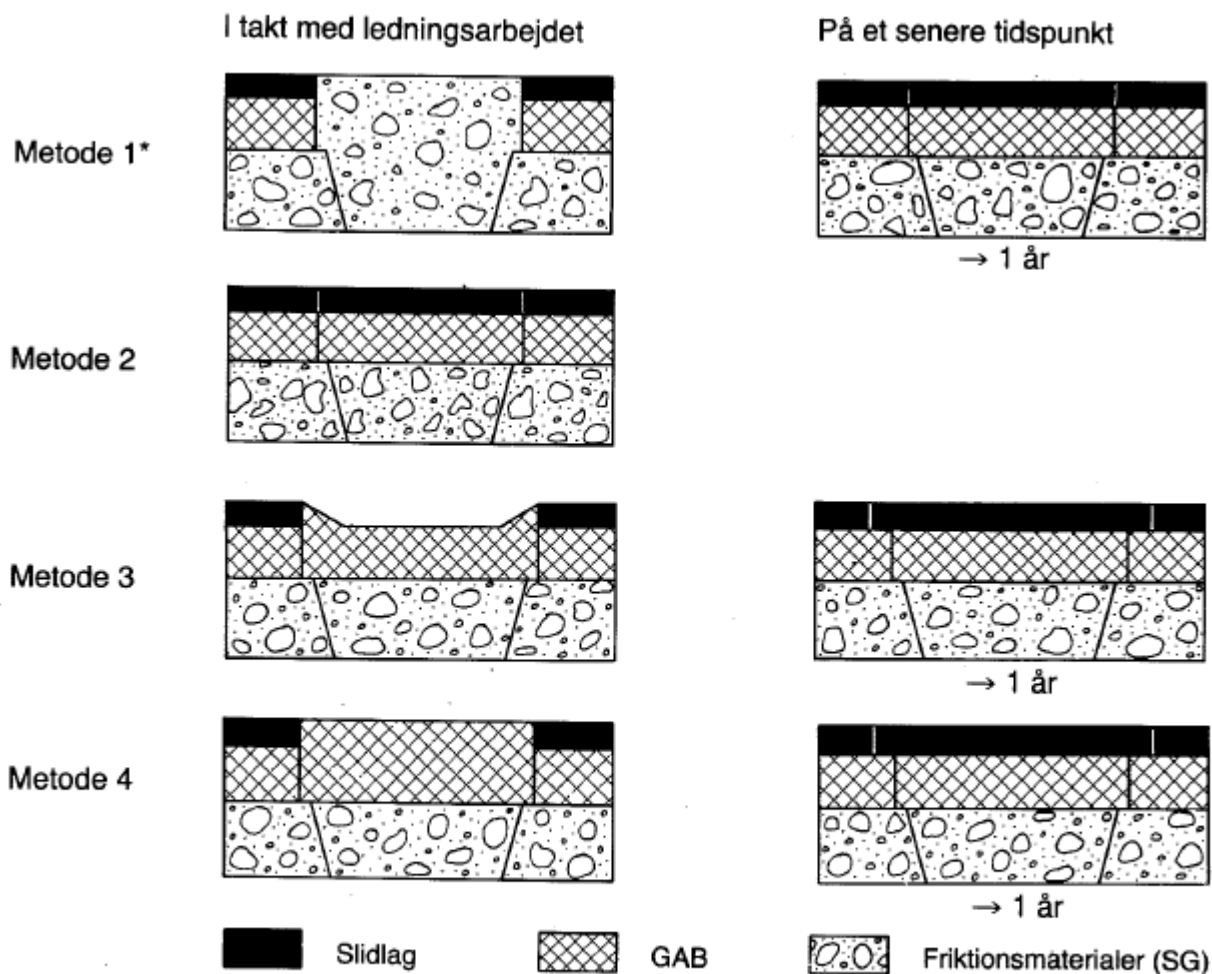 I takt med ledningsarbejdet
På et senere tidspunkt
Metode 1*
→ 1 år
Metode 2
Metode 3
→ 1 år
Metode 4
→ 1 år
Slidlag
GAB
Friktionsmaterialer (SG)